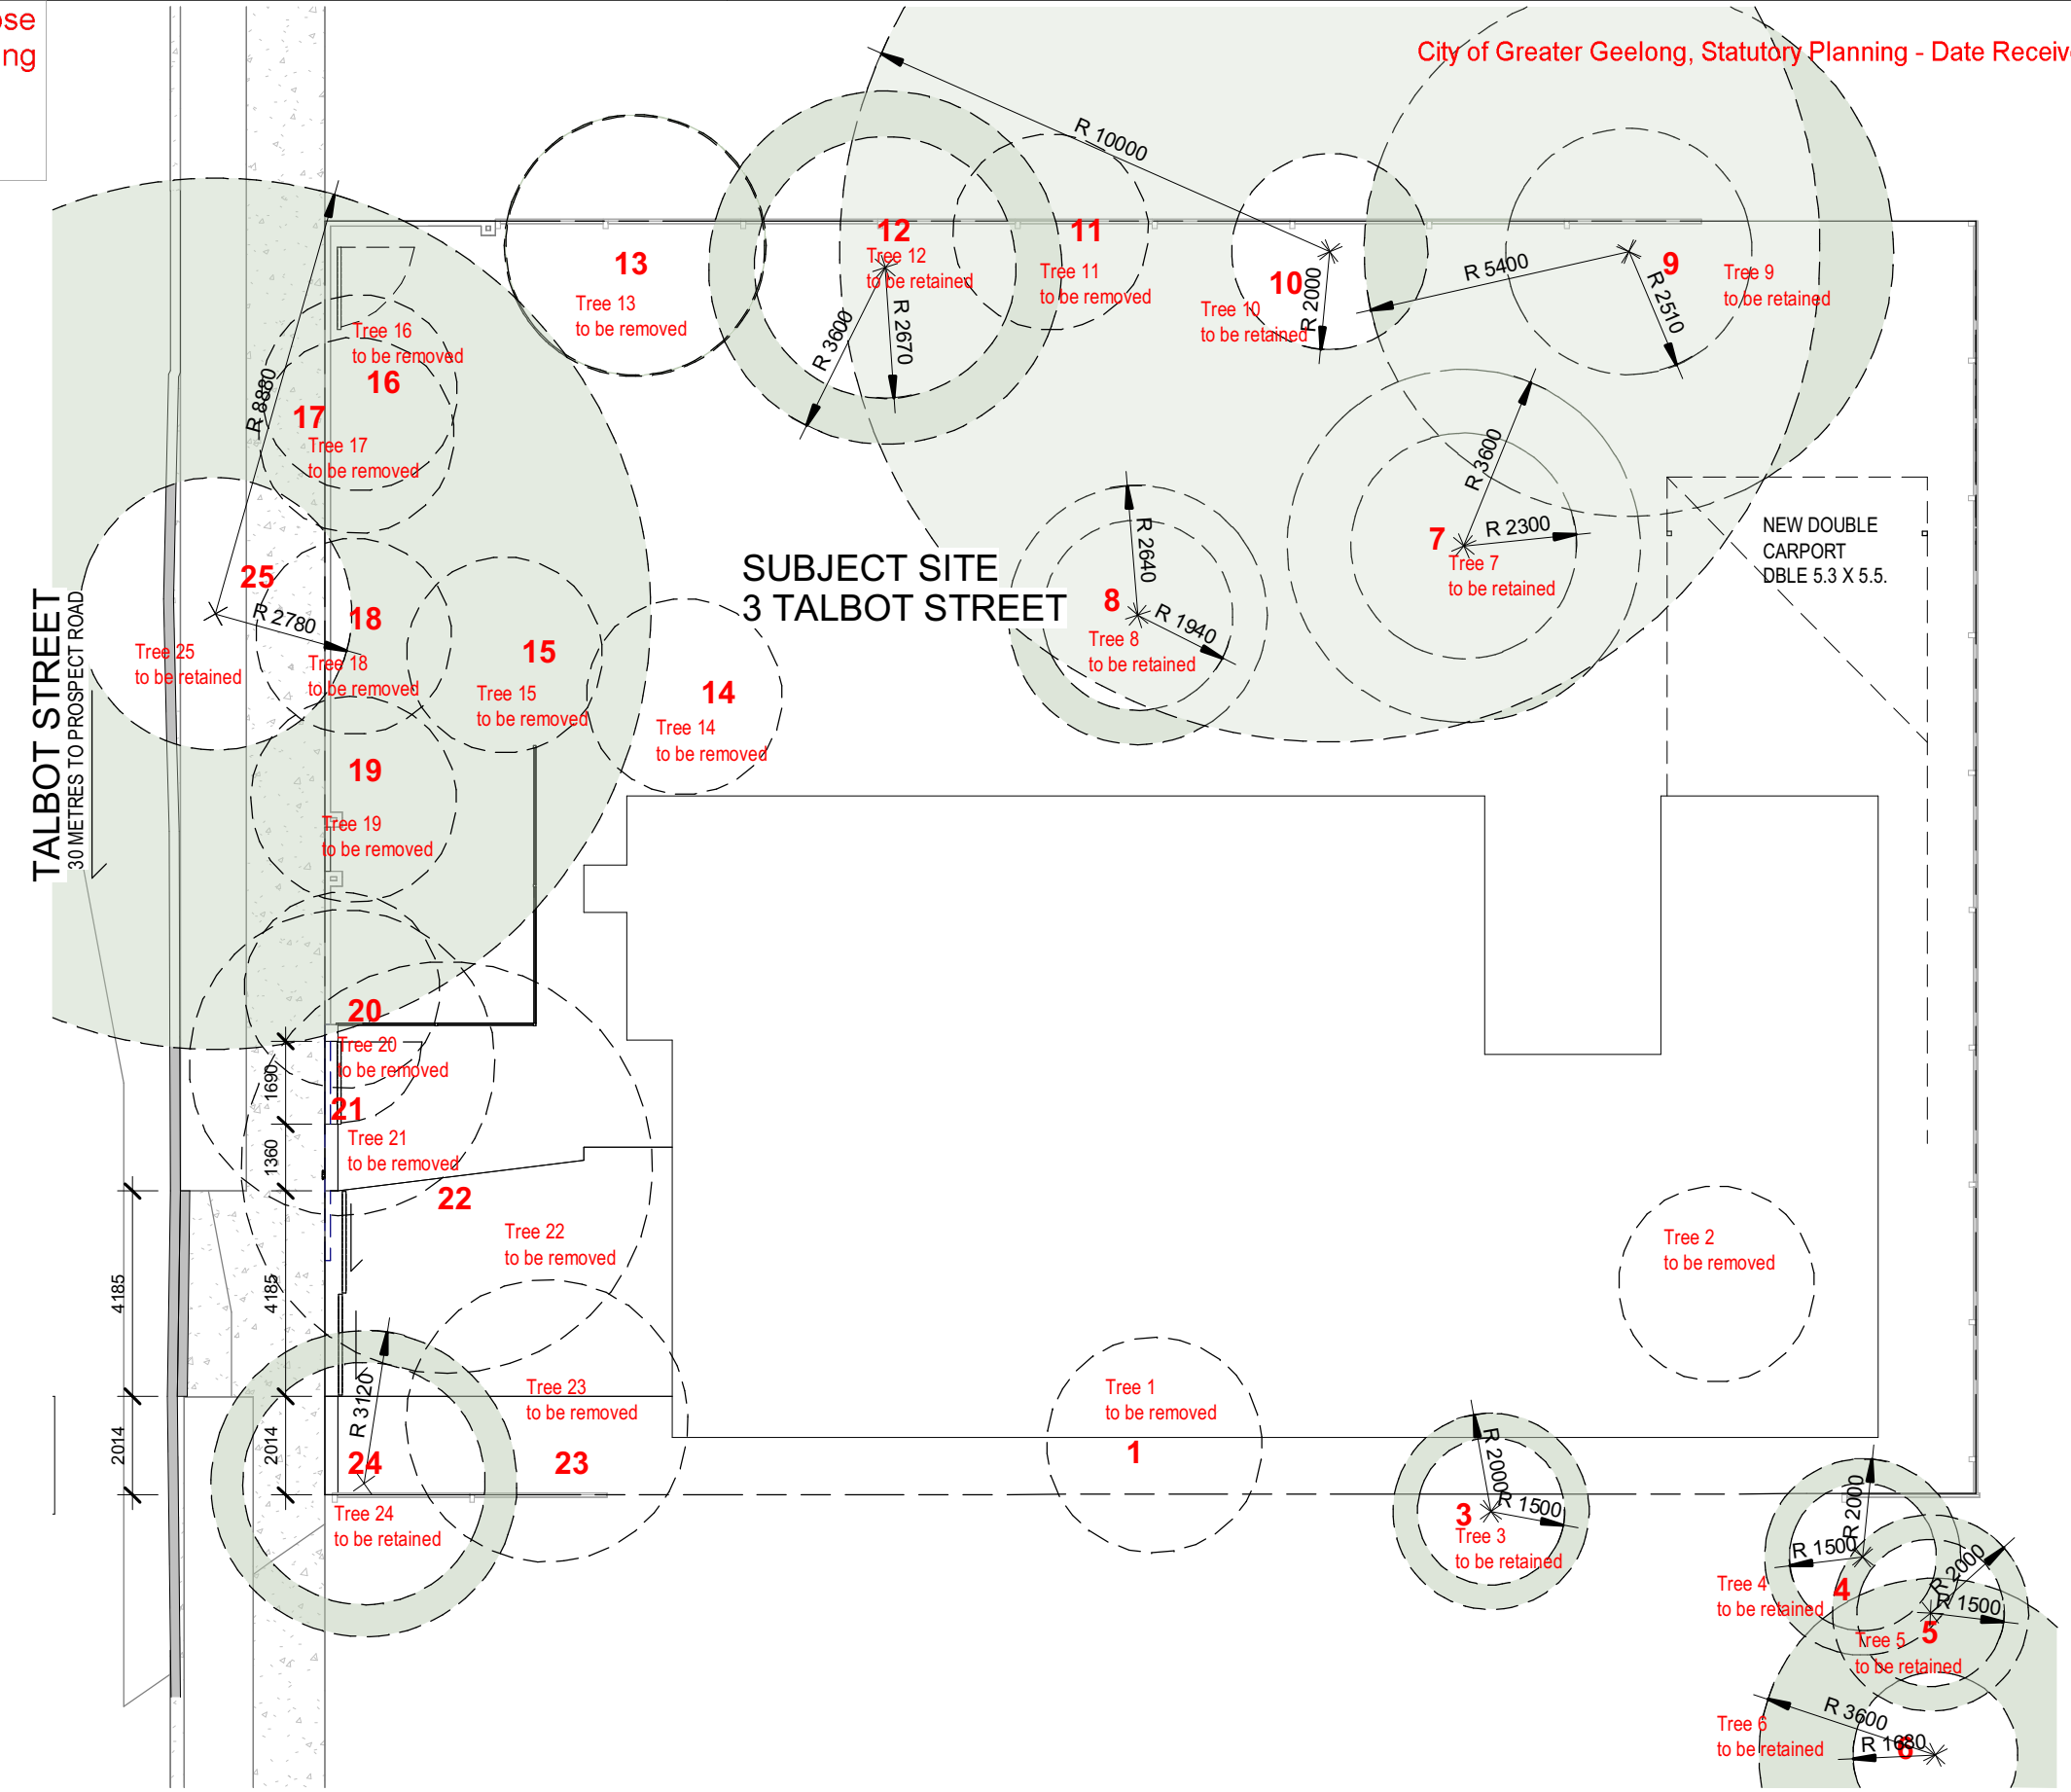 ose
ng
City of Greater Geelong, Statutory Planning - Date Receiv
R 10000
12
Tree 12
to be retained
11
Tree 11
to be removed
13
Tree 13
to be removed
10
Tree 10
to be retained
R 2000
R 5400
9
Tree 9
to be retained
R 2510
R 3600
R 2670
Tree 16
to be removed
16
17
Tree 17
to be removed
R 8880
R 3600
R 2300
7
Tree 7
to be retained
NEW DOUBLE
CARPORT
DBLE 5.3 X 5.5.
SUBJECT SITE
3 TALBOT STREET
R 2640
R 1940
8
Tree 8
to be retained
25
R 2780
Tree 25
to be retained
18
Tree 18
to be removed
15
Tree 15
to be removed
14
Tree 14
to be removed
TALBOT STREET
30 METRES TO PROSPECT ROAD
19
Tree 19
to be removed
20
Tree 20
to be removed
1690
21
Tree 21
to be removed
1360
22
Tree 22
to be removed
Tree 2
to be removed
4185
4185
Tree 23
to be removed
23
Tree 1
to be removed
1
R 3120
24
Tree 24
to be retained
2014
2014
R 2000
R 1500
3
Tree 3
to be retained
R 2000
R 1500
4
Tree 4
to be retained
R 2000
R 1500
5
Tree 5
to be retained
R 3600
R 1680
6
Tree 6
to be retained